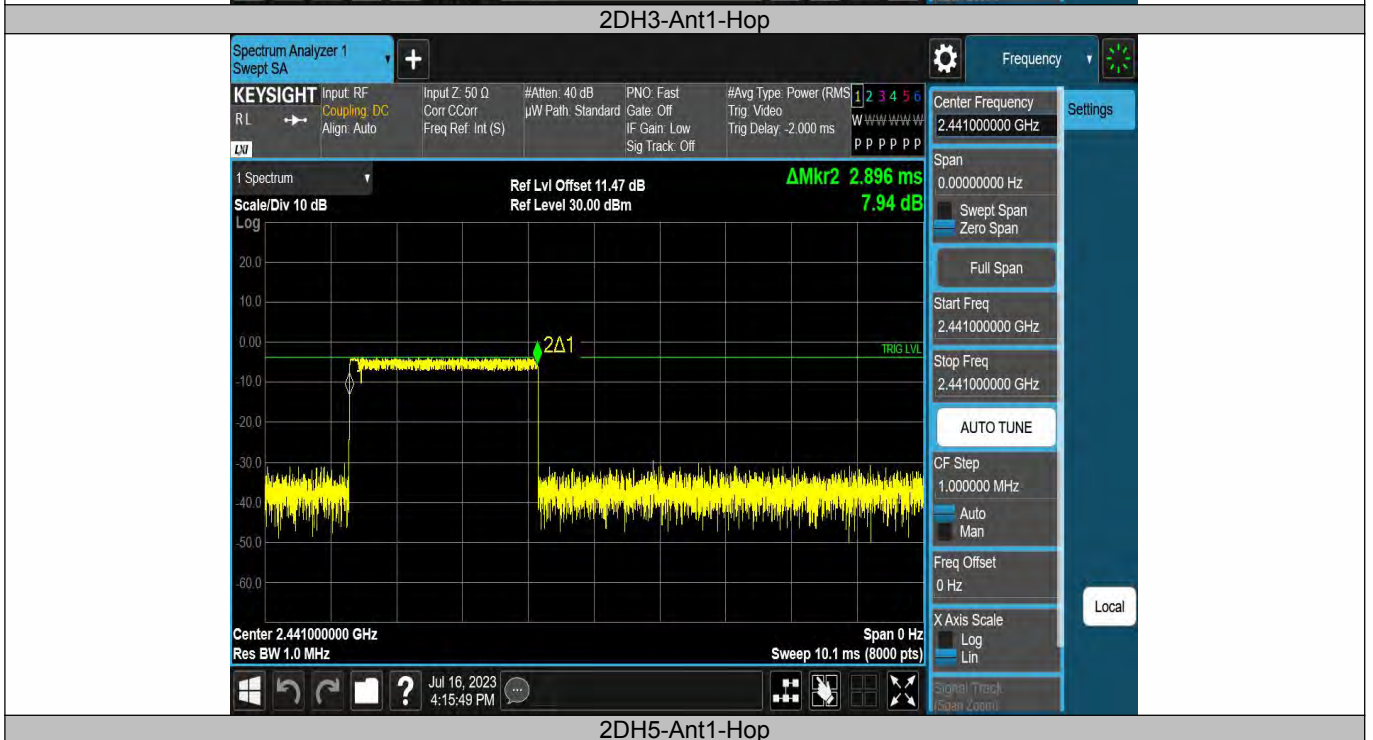 2DH3-Ant1-Hop
Spectrum Analyzer 1
Swept SA
+
Frequency
KEYSIGHT
RL
LXI
Input: RF
Coupling: DC
Align: Auto
Input Z: 50 Ω
Corr CCorr
Freq Ref: Int (S)
#Atten: 40 dB
µW Path: Standard
PNO: Fast
Gate: Off
IF Gain: Low
Sig Track: Off
#Avg Type: Power (RMS
Trig: Video
Trig Delay: -2.000 ms
1 2 3 4 5 6
W W W W W W
P P P P P P
1 Spectrum
Scale/Div 10 dB
Log
Ref Lvl Offset 11.47 dB
Ref Level 30.00 dBm
ΔMkr2 2.896 ms
7.94 dB
20.0
10.0
0.00
-10.0
-20.0
-30.0
-40.0
-50.0
-60.0
2Δ1
TRIG LVL
Center 2.441000000 GHz
Res BW 1.0 MHz
Span 0 Hz
Sweep 10.1 ms (8000 pts)
Center Frequency
2.441000000 GHz
Settings
Span
0.00000000 Hz
Swept Span
Zero Span
Full Span
Start Freq
2.441000000 GHz
Stop Freq
2.441000000 GHz
AUTO TUNE
CF Step
1.000000 MHz
Auto
Man
Freq Offset
0 Hz
X Axis Scale
Log
Lin
Signal Track
(Span Zoom)
Local
?
Jul 16, 2023
4:15:49 PM
2DH5-Ant1-Hop